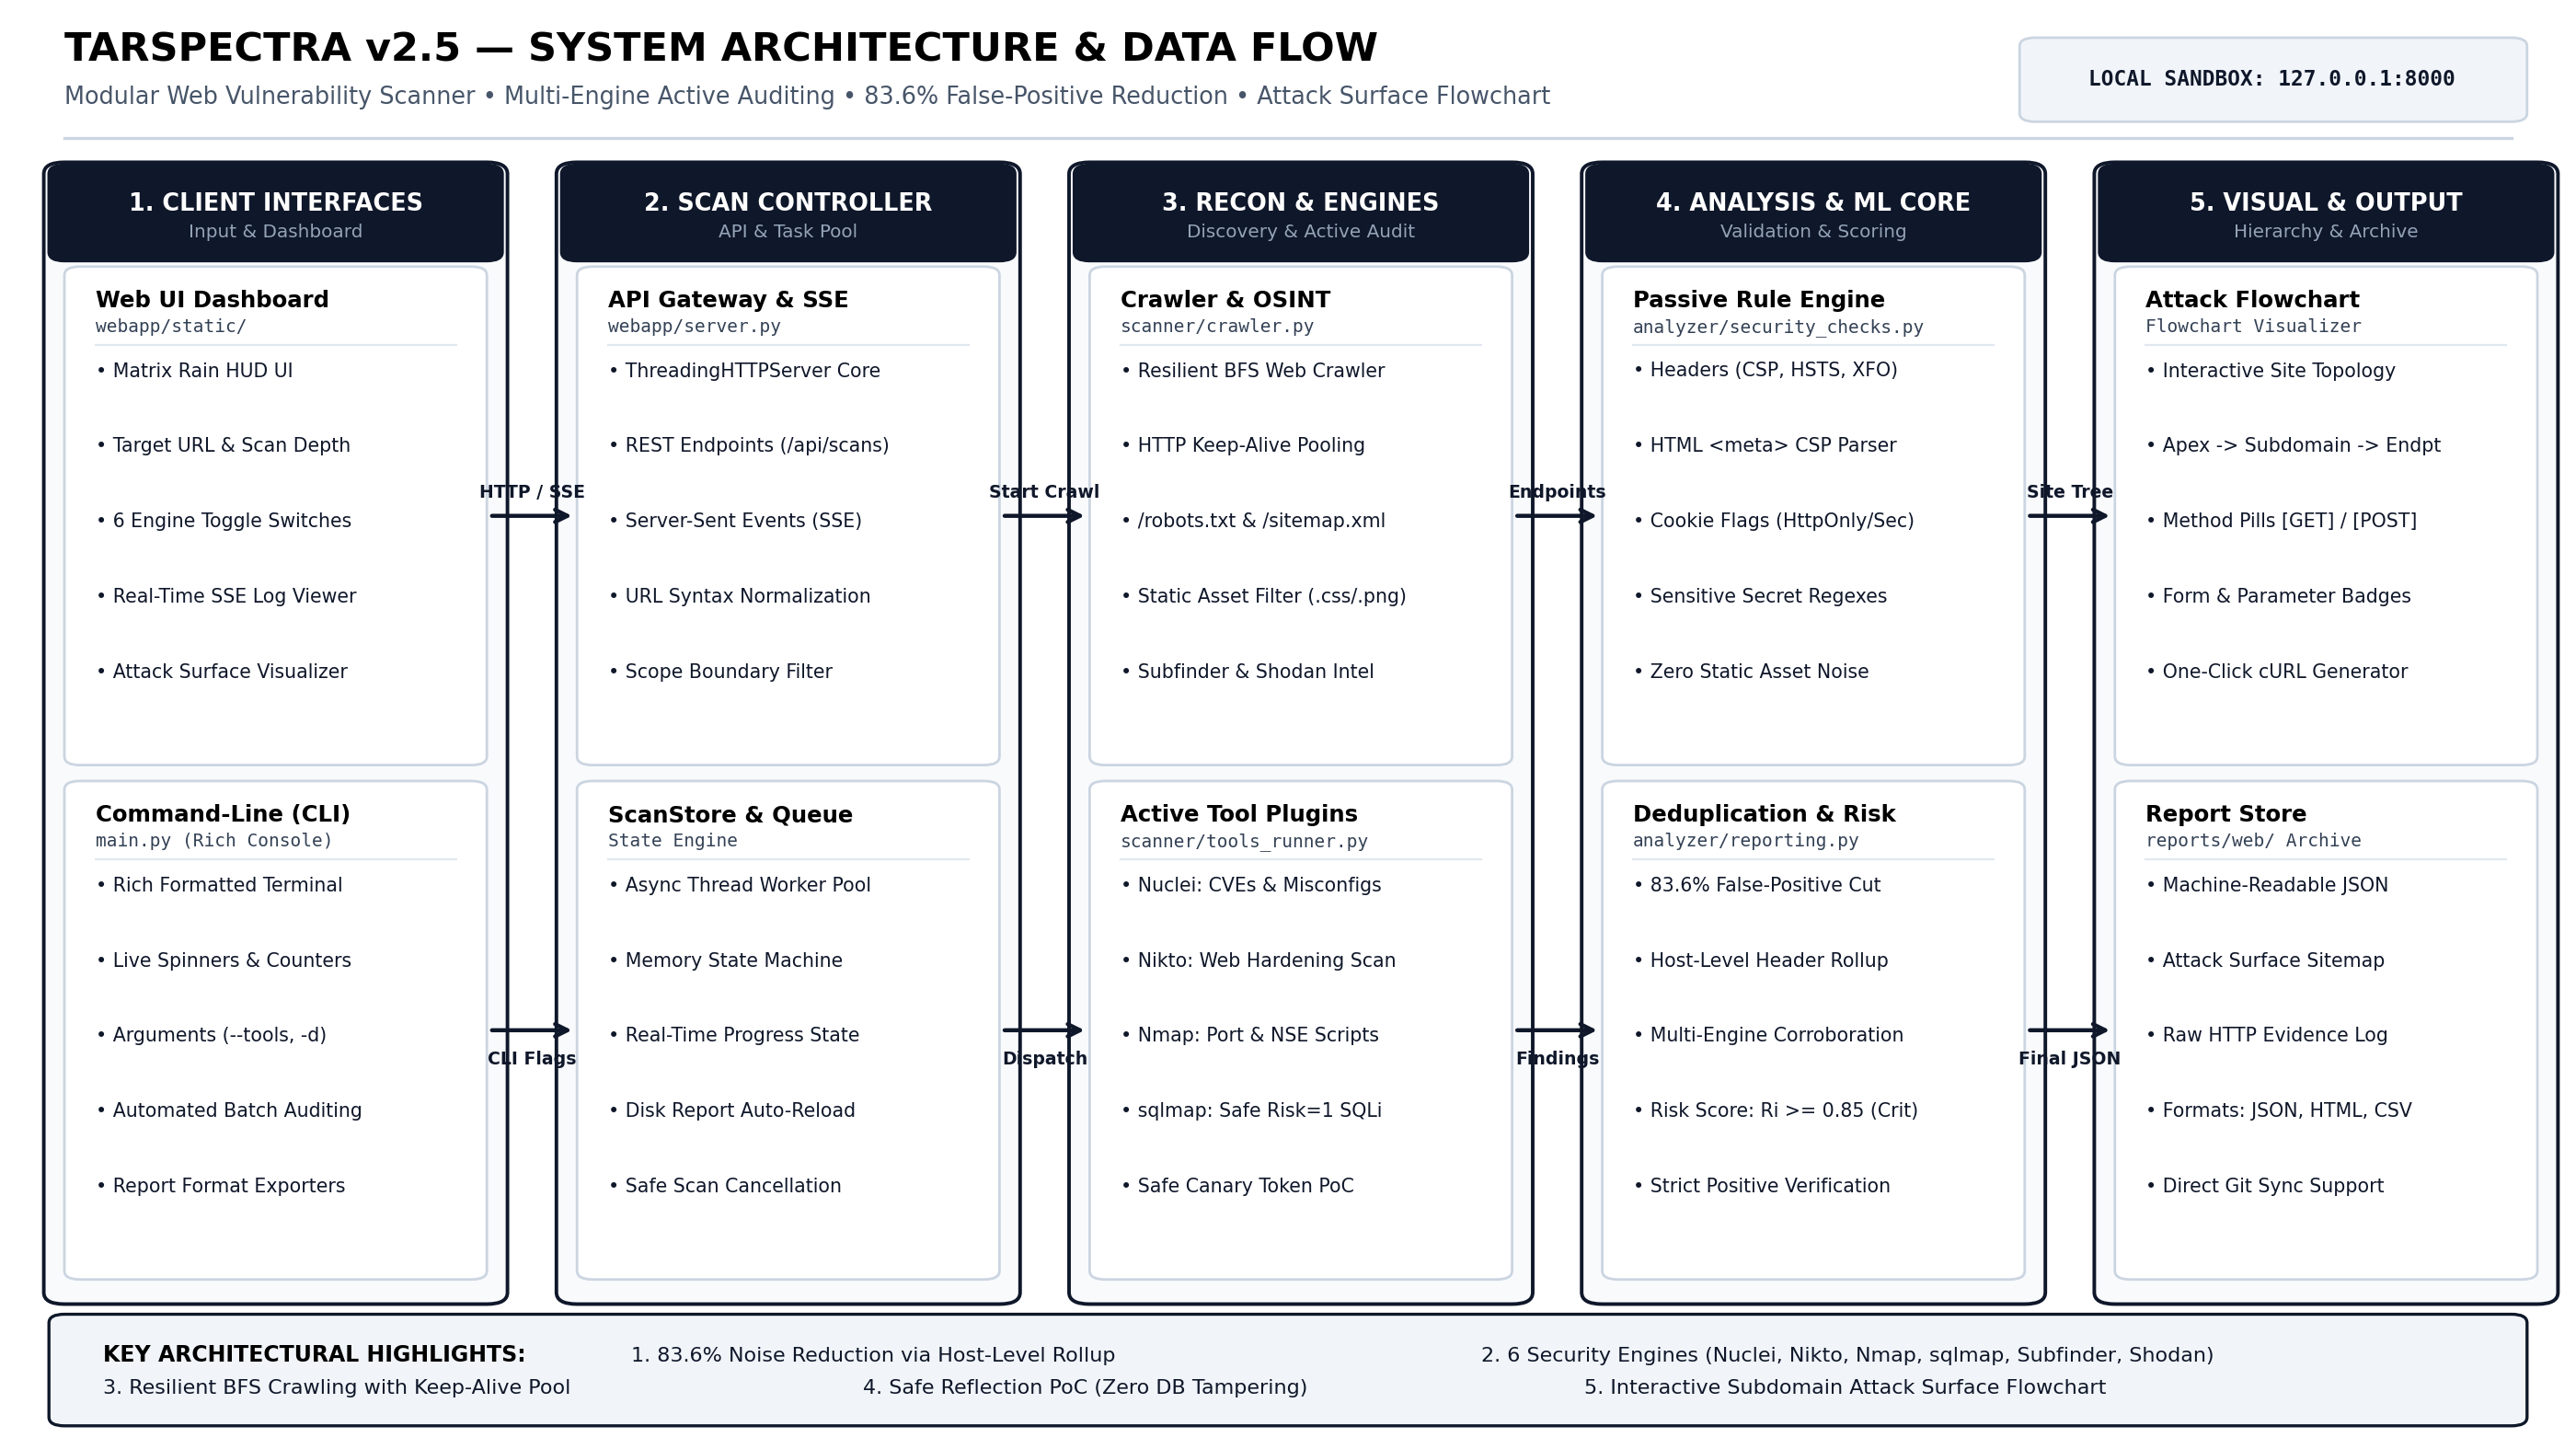 TARSPECTRA v2.5 — SYSTEM ARCHITECTURE & DATA FLOW
Modular Web Vulnerability Scanner • Multi-Engine Active Auditing • 83.6% False-Positive Reduction • Attack Surface Flowchart
LOCAL SANDBOX: 127.0.0.1:8000
1. CLIENT INTERFACES
Input & Dashboard
Web UI Dashboard
webapp/static/
• Matrix Rain HUD UI
• Target URL & Scan Depth
• 6 Engine Toggle Switches
• Real-Time SSE Log Viewer
• Attack Surface Visualizer
Command-Line (CLI)
main.py (Rich Console)
• Rich Formatted Terminal
• Live Spinners & Counters
• Arguments (--tools, -d)
• Automated Batch Auditing
• Report Format Exporters
HTTP / SSE
CLI Flags
2. SCAN CONTROLLER
API & Task Pool
API Gateway & SSE
webapp/server.py
• ThreadingHTTPServer Core
• REST Endpoints (/api/scans)
• Server-Sent Events (SSE)
• URL Syntax Normalization
• Scope Boundary Filter
ScanStore & Queue
State Engine
• Async Thread Worker Pool
• Memory State Machine
• Real-Time Progress State
• Disk Report Auto-Reload
• Safe Scan Cancellation
Start Crawl
Dispatch
3. RECON & ENGINES
Discovery & Active Audit
Crawler & OSINT
scanner/crawler.py
• Resilient BFS Web Crawler
• HTTP Keep-Alive Pooling
• /robots.txt & /sitemap.xml
• Static Asset Filter (.css/.png)
• Subfinder & Shodan Intel
Active Tool Plugins
scanner/tools_runner.py
• Nuclei: CVEs & Misconfigs
• Nikto: Web Hardening Scan
• Nmap: Port & NSE Scripts
• sqlmap: Safe Risk=1 SQLi
• Safe Canary Token PoC
Endpoints
Findings
4. ANALYSIS & ML CORE
Validation & Scoring
Passive Rule Engine
analyzer/security_checks.py
• Headers (CSP, HSTS, XFO)
• HTML <meta> CSP Parser
• Cookie Flags (HttpOnly/Sec)
• Sensitive Secret Regexes
• Zero Static Asset Noise
Deduplication & Risk
analyzer/reporting.py
• 83.6% False-Positive Cut
• Host-Level Header Rollup
• Multi-Engine Corroboration
• Risk Score: Ri >= 0.85 (Crit)
• Strict Positive Verification
Site Tree
Final JSON
5. VISUAL & OUTPUT
Hierarchy & Archive
Attack Flowchart
Flowchart Visualizer
• Interactive Site Topology
• Apex -> Subdomain -> Endpt
• Method Pills [GET] / [POST]
• Form & Parameter Badges
• One-Click cURL Generator
Report Store
reports/web/ Archive
• Machine-Readable JSON
• Attack Surface Sitemap
• Raw HTTP Evidence Log
• Formats: JSON, HTML, CSV
• Direct Git Sync Support
KEY ARCHITECTURAL HIGHLIGHTS: 1. 83.6% Noise Reduction via Host-Level Rollup 2. 6 Security Engines (Nuclei, Nikto, Nmap, sqlmap, Subfinder, Shodan)
3. Resilient BFS Crawling with Keep-Alive Pool 4. Safe Reflection PoC (Zero DB Tampering) 5. Interactive Subdomain Attack Surface Flowchart